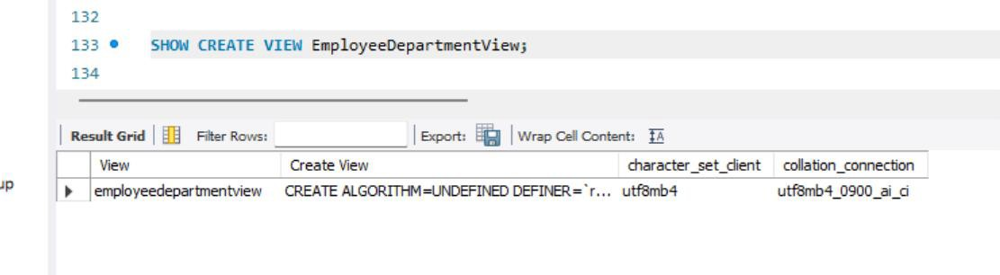 132
133 SHOW CREATE VIEW EmployeeDepartmentView;
134
Result Grid Filter Rows: Export: Wrap Cell Content:
View Create View character_set_client collation_connection
up
employeedepartmentview CREATE ALGORITHM=UNDEFINED DEFINER=`r... utf8mb4 utf8mb4_0900_ai_ci